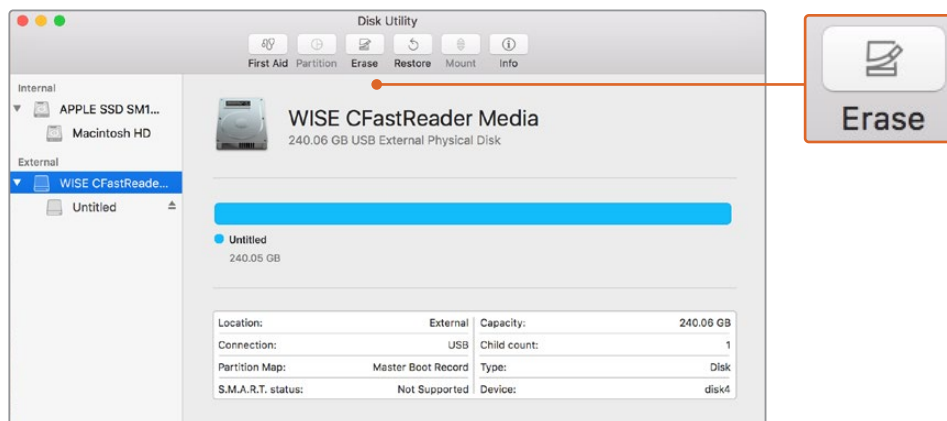 Disk Utility
First Aid Partition Erase Restore Mount Info
Erase
Internal
APPLE SSD SM1...
Macintosh HD
External
WISE CFastReade...
Untitled
WISE CFastReader Media
240.06 GB USB External Physical Disk
Untitled
240.05 GB
Location: External Capacity: 240.06 GB
Connection: USB Child count: 1
Partition Map: Master Boot Record Type: Disk
S.M.A.R.T. status: Not Supported Device: disk4